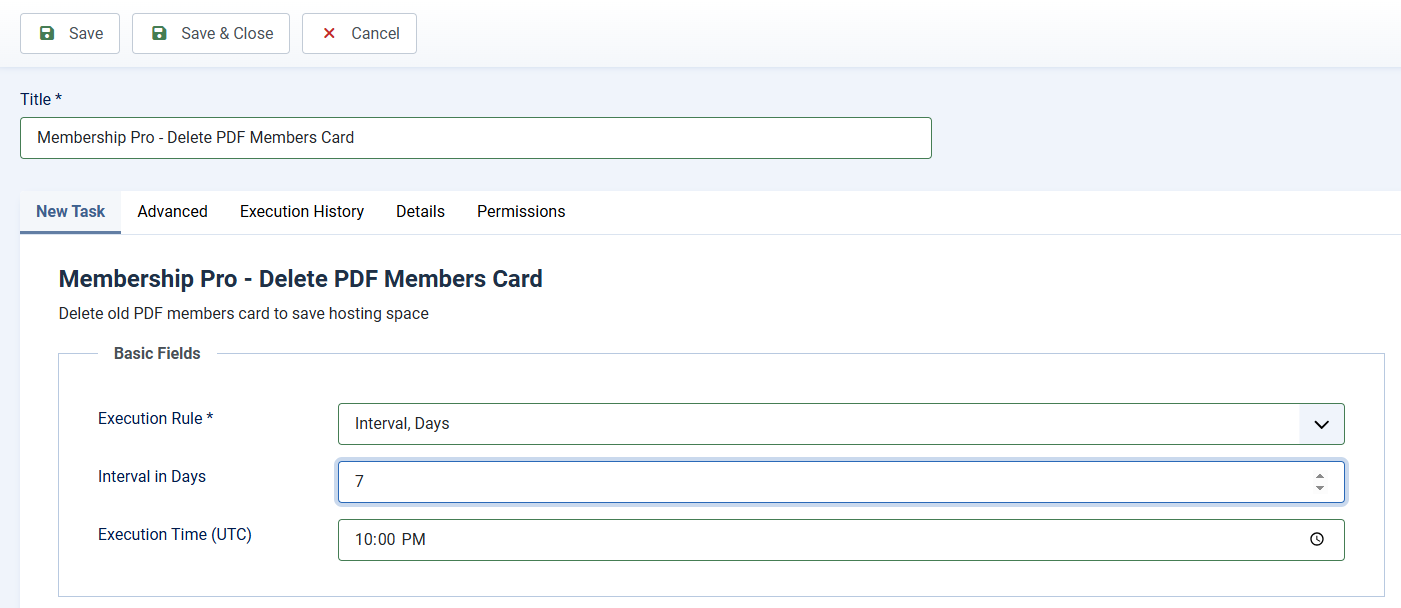 Save Save & Close Cancel
Title *
Membership Pro - Delete PDF Members Card
New Task Advanced Execution History Details Permissions
Membership Pro - Delete PDF Members Card
Delete old PDF members card to save hosting space
Basic Fields
Execution Rule * Interval, Days
Interval in Days 7
Execution Time (UTC) 10:00 PM